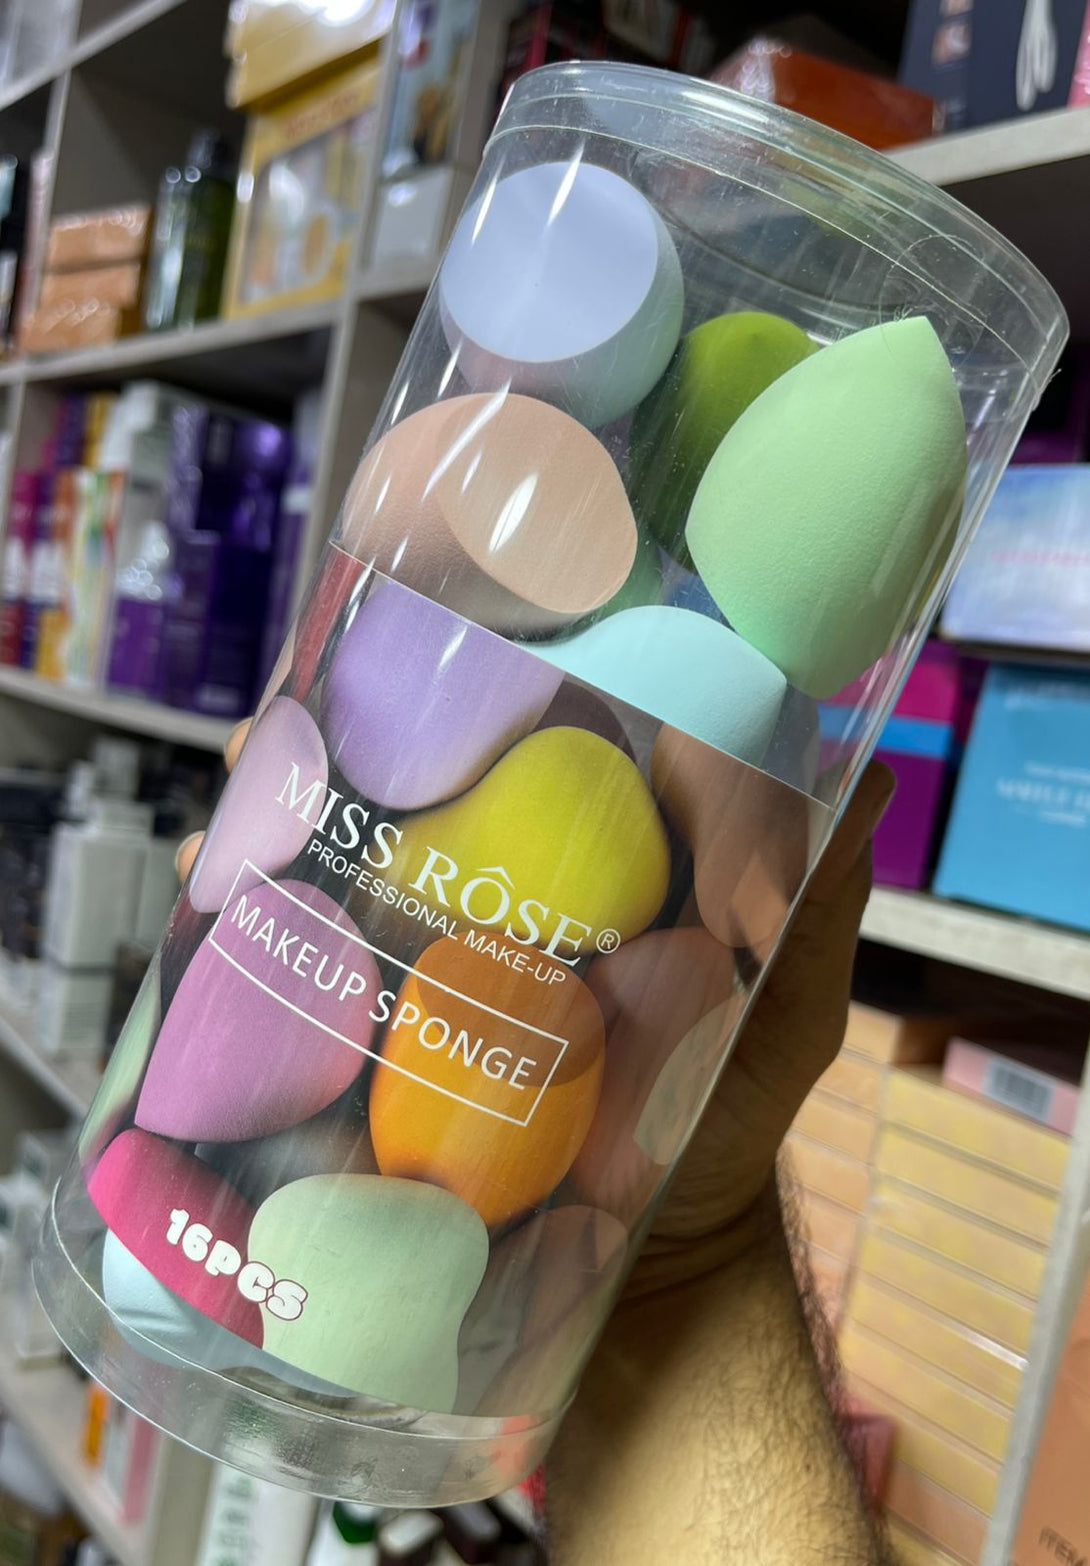 MISS RÔSE®
PROFESSIONAL MAKE-UP
MAKEUP SPONGE
16PCS